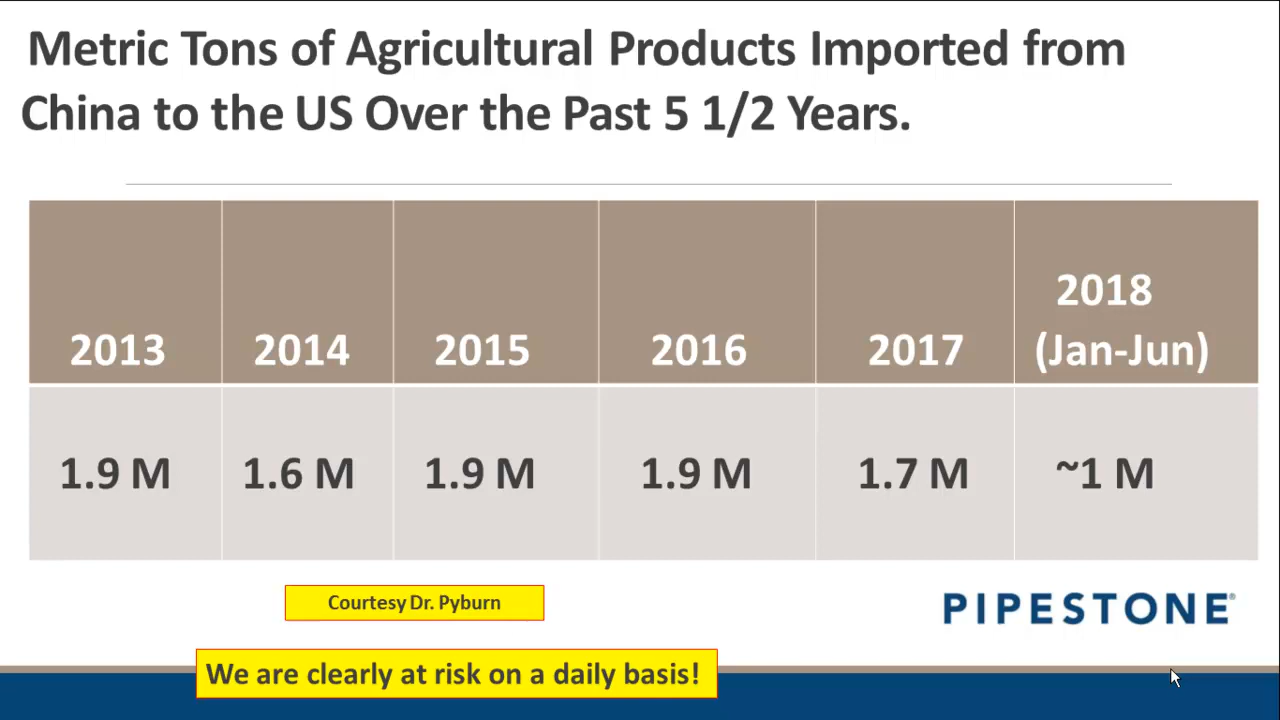 Metric Tons of Agricultural Products Imported from
China to the US Over the Past 5 1/2 Years.
2013 2014 2015 2016 2017 2018 (Jan-Jun)
1.9 M 1.6 M 1.9 M 1.9 M 1.7 M ~1 M
Courtesy Dr. Pyburn
PIPESTONE®
We are clearly at risk on a daily basis!